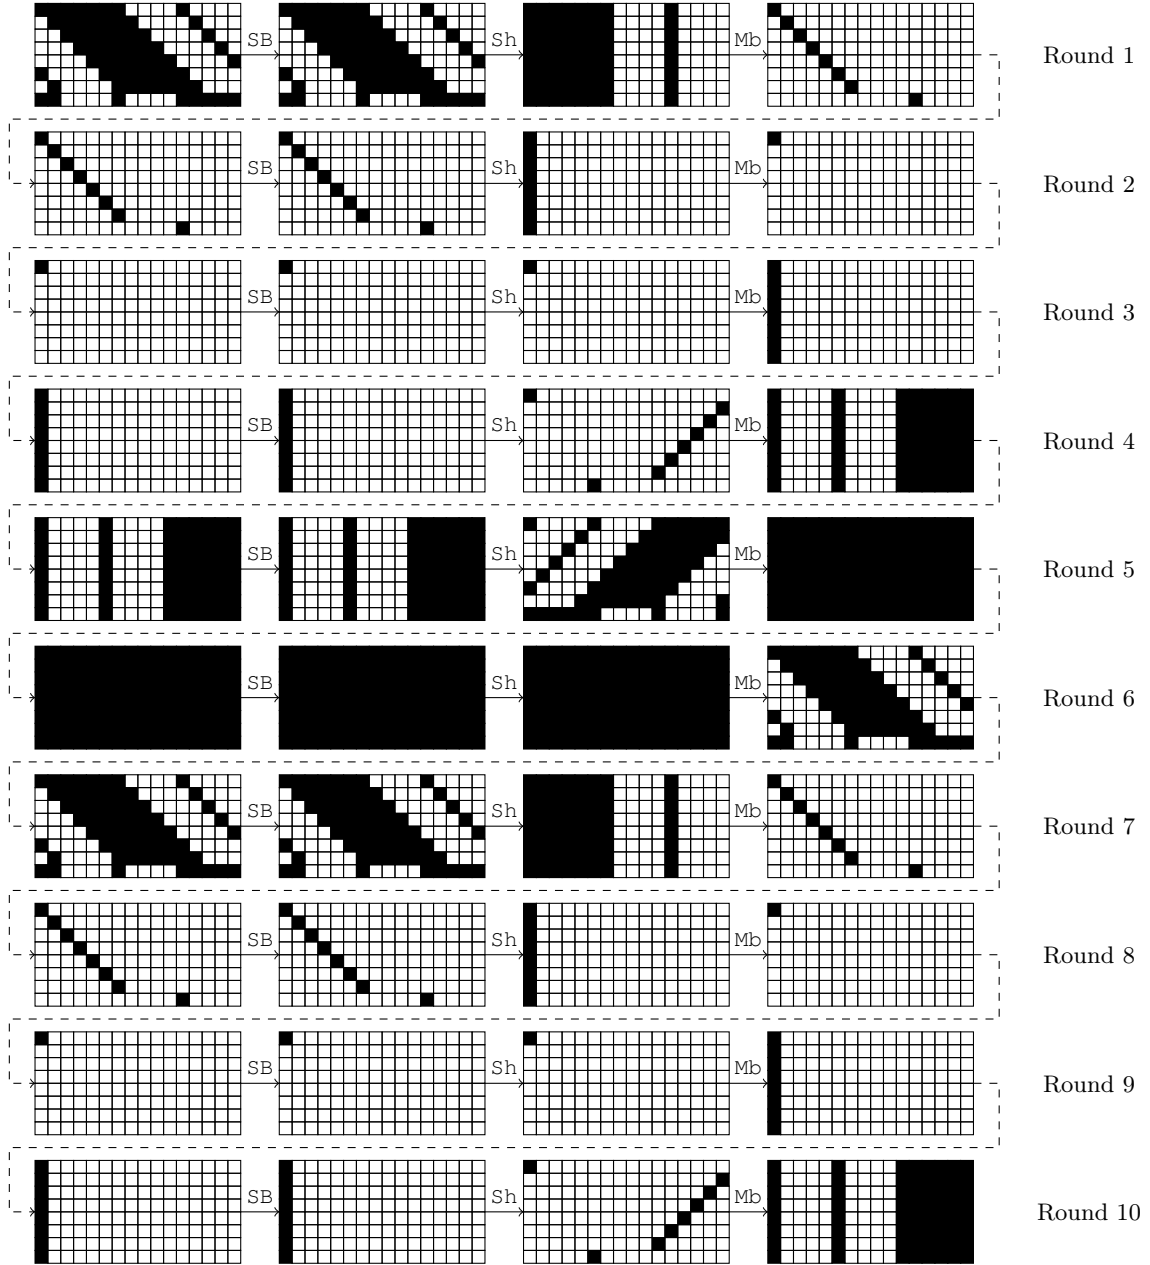 SB Sh Mb Round 1
SB Sh Mb Round 2
SB Sh Mb Round 3
SB Sh Mb Round 4
SB Sh Mb Round 5
SB Sh Mb Round 6
SB Sh Mb Round 7
SB Sh Mb Round 8
SB Sh Mb Round 9
SB Sh Mb Round 10